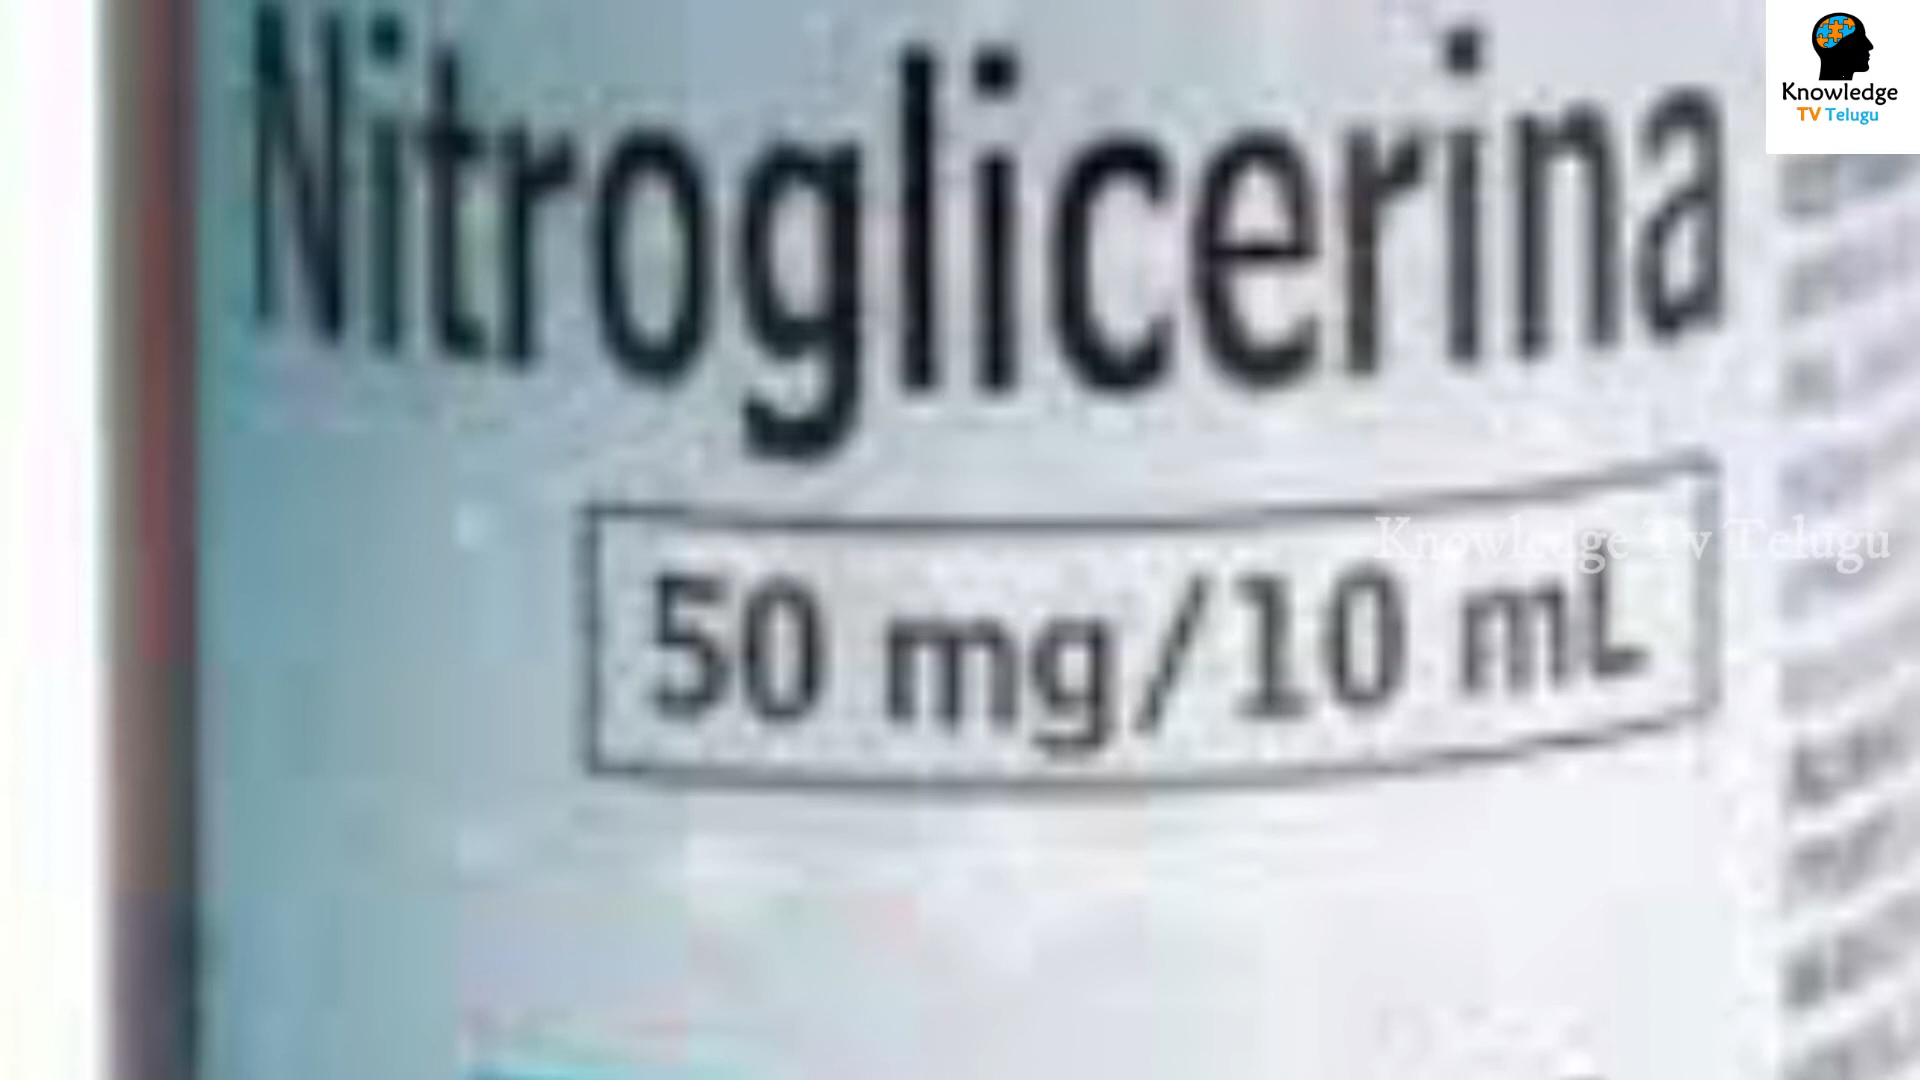 Nitroglicerina
50 mg/10 mL
Knowledge
TV Telugu
Knowledge Tv Telugu